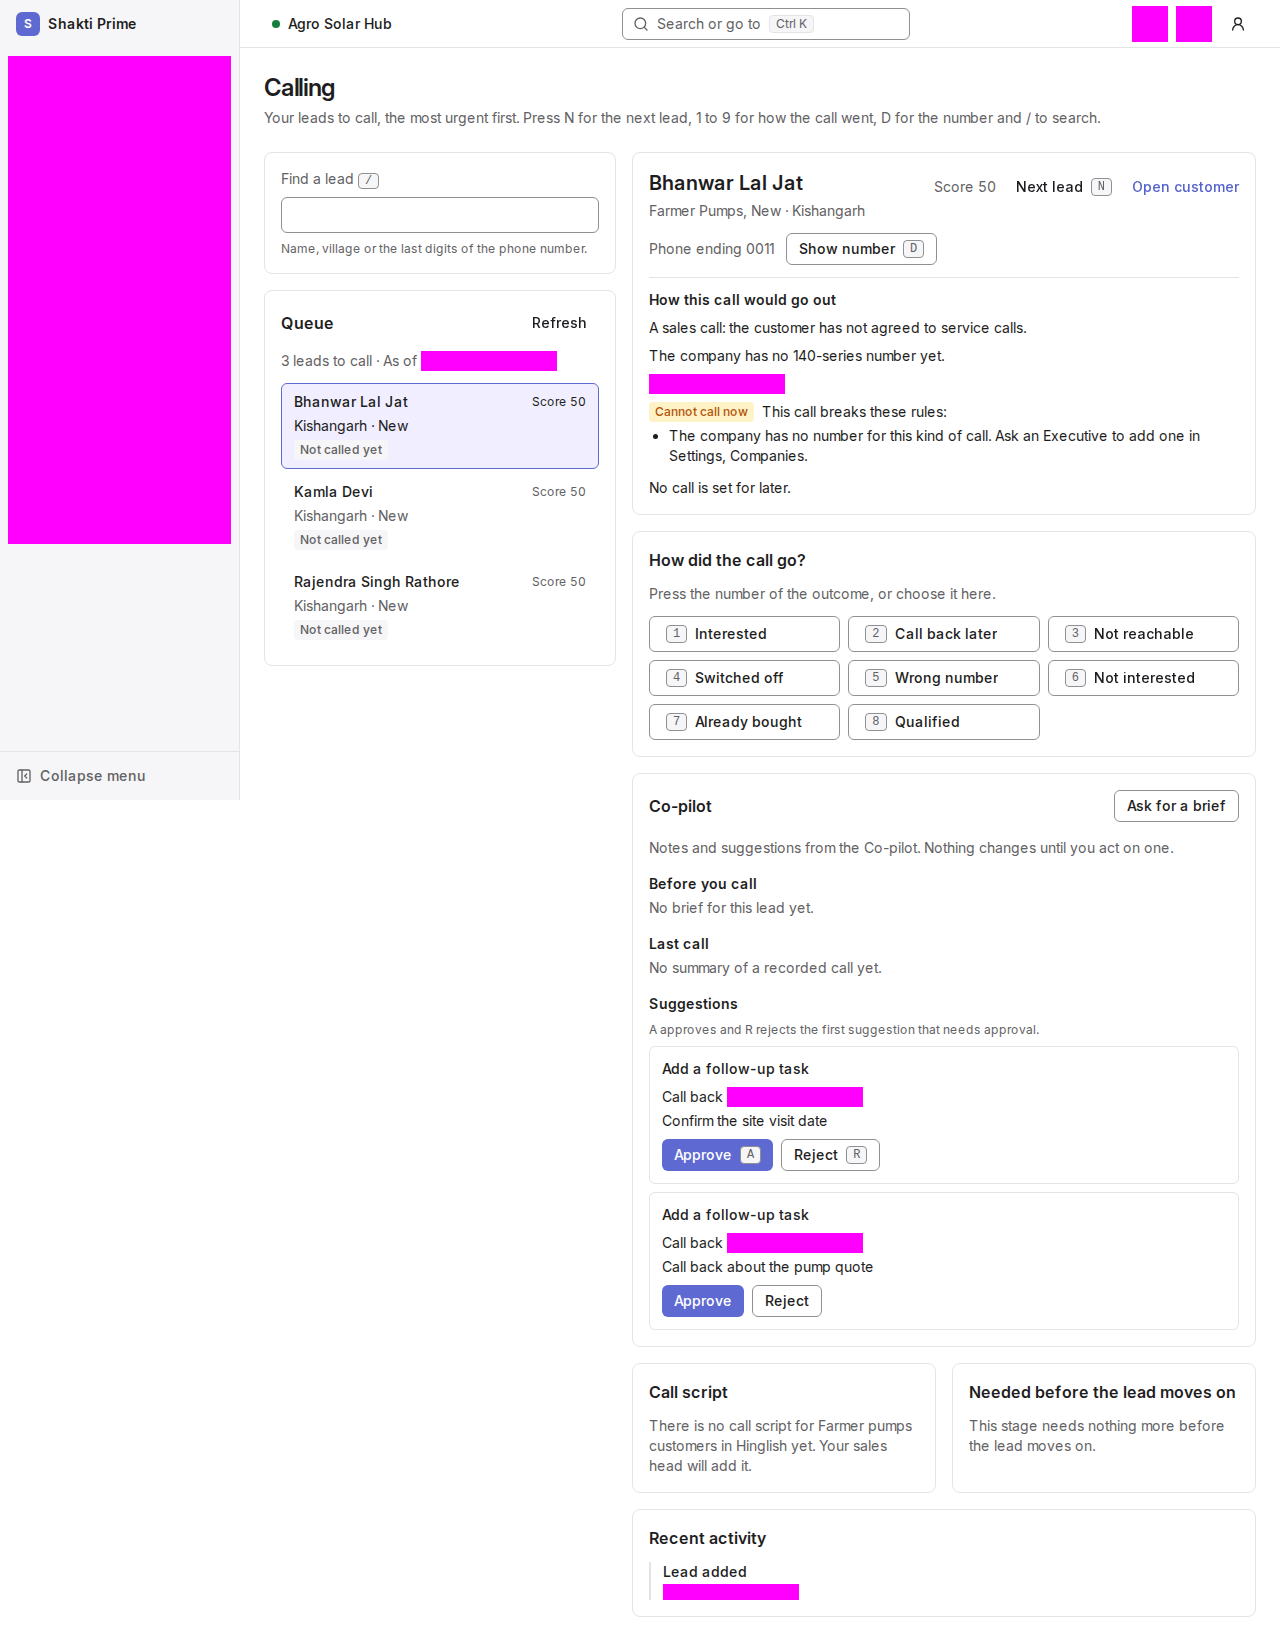 S Shakti Prime
Agro Solar Hub
Search or go to Ctrl K
Calling
Your leads to call, the most urgent first. Press N for the next lead, 1 to 9 for how the call went, D for the number and / to search.
Find a lead /
Name, village or the last digits of the phone number.
Queue
Refresh
3 leads to call · As of
Bhanwar Lal Jat
Score 50
Kishangarh · New
Not called yet
Kamla Devi
Score 50
Kishangarh · New
Not called yet
Rajendra Singh Rathore
Score 50
Kishangarh · New
Not called yet
Collapse menu
Bhanwar Lal Jat
Score 50
Next lead N
Open customer
Farmer Pumps, New · Kishangarh
Phone ending 0011
Show number D
How this call would go out
A sales call: the customer has not agreed to service calls.
The company has no 140-series number yet.
Cannot call now This call breaks these rules:
• The company has no number for this kind of call. Ask an Executive to add one in
Settings, Companies.
No call is set for later.
How did the call go?
Press the number of the outcome, or choose it here.
1 Interested
2 Call back later
3 Not reachable
4 Switched off
5 Wrong number
6 Not interested
7 Already bought
8 Qualified
Co-pilot
Ask for a brief
Notes and suggestions from the Co-pilot. Nothing changes until you act on one.
Before you call
No brief for this lead yet.
Last call
No summary of a recorded call yet.
Suggestions
A approves and R rejects the first suggestion that needs approval.
Add a follow-up task
Call back
Confirm the site visit date
Approve A
Reject R
Add a follow-up task
Call back
Call back about the pump quote
Approve
Reject
Call script
There is no call script for Farmer pumps
customers in Hinglish yet. Your sales
head will add it.
Needed before the lead moves on
This stage needs nothing more before
the lead moves on.
Recent activity
Lead added